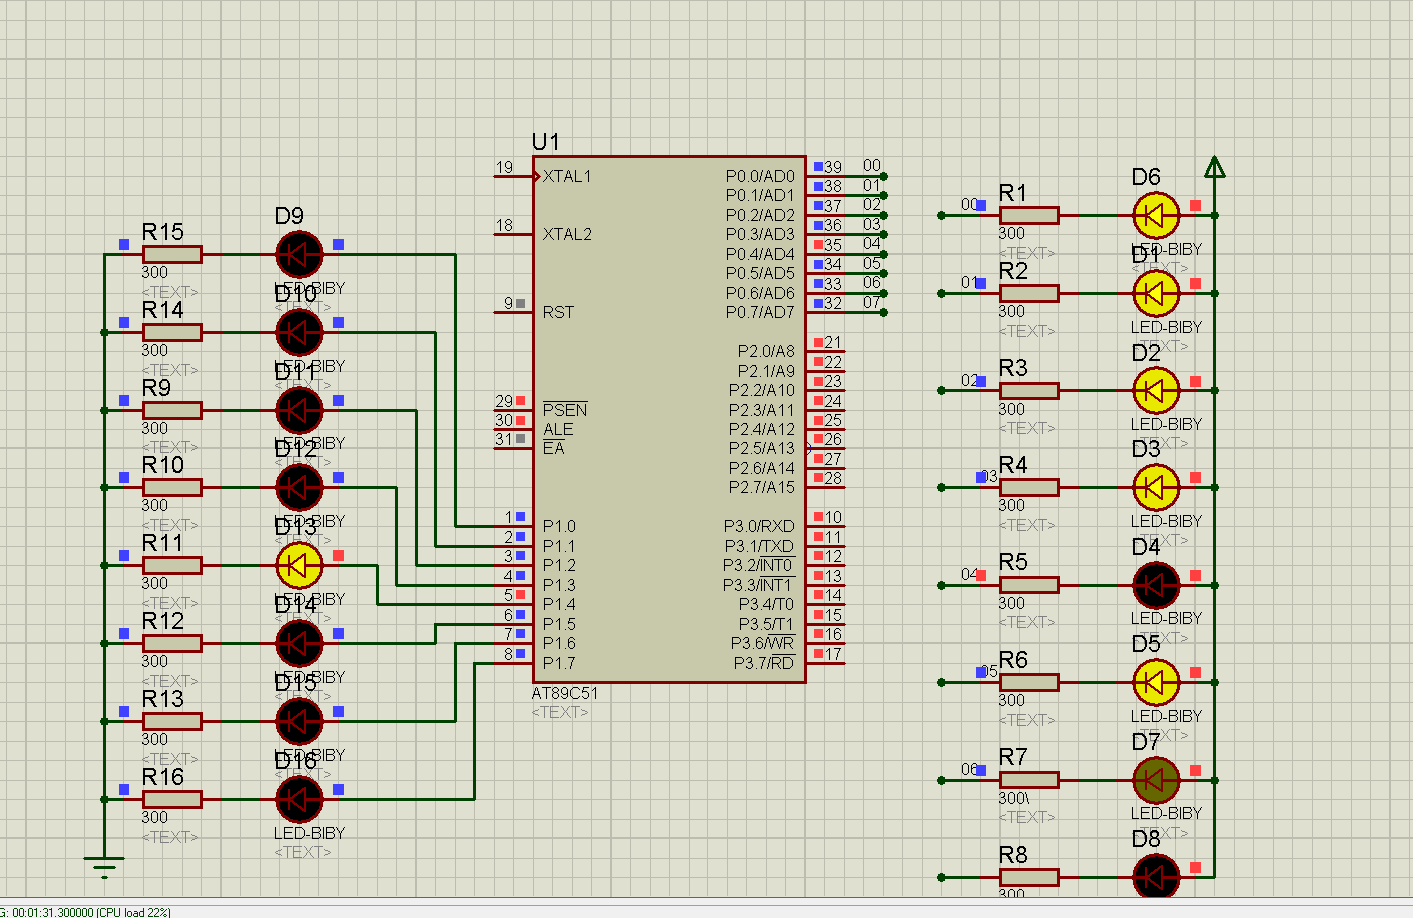 U1
19
XTAL1
18
XTAL2
9
RST
29
PSEN
30
ALE
31
EA
1
P1.0
2
P1.1
3
P1.2
4
P1.3
5
P1.4
6
P1.5
7
P1.6
8
P1.7
P0.0/AD0
39
00
P0.1/AD1
38
01
P0.2/AD2
37
02
P0.3/AD3
36
03
P0.4/AD4
35
04
P0.5/AD5
34
05
P0.6/AD6
33
06
P0.7/AD7
32
07
P2.0/A8
21
P2.1/A9
22
P2.2/A10
23
P2.3/A11
24
P2.4/A12
25
P2.5/A13
26
P2.6/A14
27
P2.7/A15
28
P3.0/RXD
10
P3.1/TXD
11
P3.2/INT0
12
P3.3/INT1
13
P3.4/T0
14
P3.5/T1
15
P3.6/WR
16
P3.7/RD
17
AT89C51
<TEXT>
R15
300
<TEXT>
D9
LED-BIBY
<TEXT>
R14
300
<TEXT>
D10
LED-BIBY
<TEXT>
R9
300
<TEXT>
D11
LED-BIBY
<TEXT>
R10
300
<TEXT>
D12
LED-BIBY
<TEXT>
R11
300
<TEXT>
D13
LED-BIBY
<TEXT>
R12
300
<TEXT>
D14
LED-BIBY
<TEXT>
R13
300
<TEXT>
D15
LED-BIBY
<TEXT>
R16
300
<TEXT>
D16
LED-BIBY
<TEXT>
00
R1
300
<TEXT>
D6
LED-BIBY
<TEXT>
01
R2
300
<TEXT>
D1
LED-BIBY
<TEXT>
02
R3
300
<TEXT>
D2
LED-BIBY
<TEXT>
03
R4
300
<TEXT>
D3
LED-BIBY
<TEXT>
04
R5
300
<TEXT>
D4
LED-BIBY
<TEXT>
05
R6
300
<TEXT>
D5
LED-BIBY
<TEXT>
06
R7
300\
<TEXT>
D7
LED-BIBY
<TEXT>
R8
300
D8
G: 00:01:31.300000 (CPU load 22%)